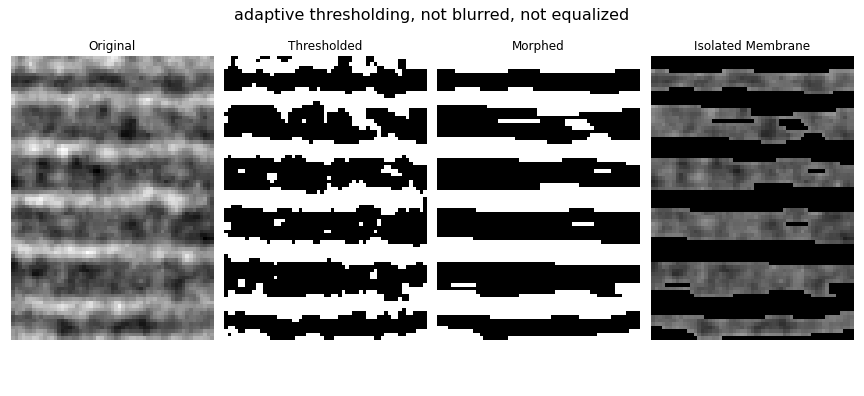 adaptive thresholding, not blurred, not equalized
Original
Thresholded
Morphed
Isolated Membrane